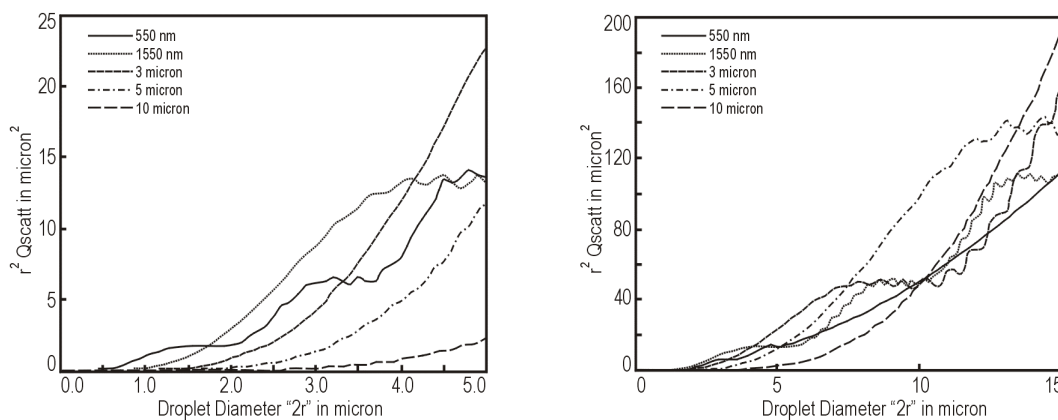 25
20
15
10
5
0
r² Qscatt in micron²
550 nm
1550 nm
3 micron
5 micron
10 micron
0.0 1.0 2.0 3.0 4.0 5.0
Droplet Diameter “2r” in micron
200
160
120
80
40
0
r² Qscatt in micron²
550 nm
1550 nm
3 micron
5 micron
10 micron
0 5 10 15
Droplet Diameter “2r” in micron